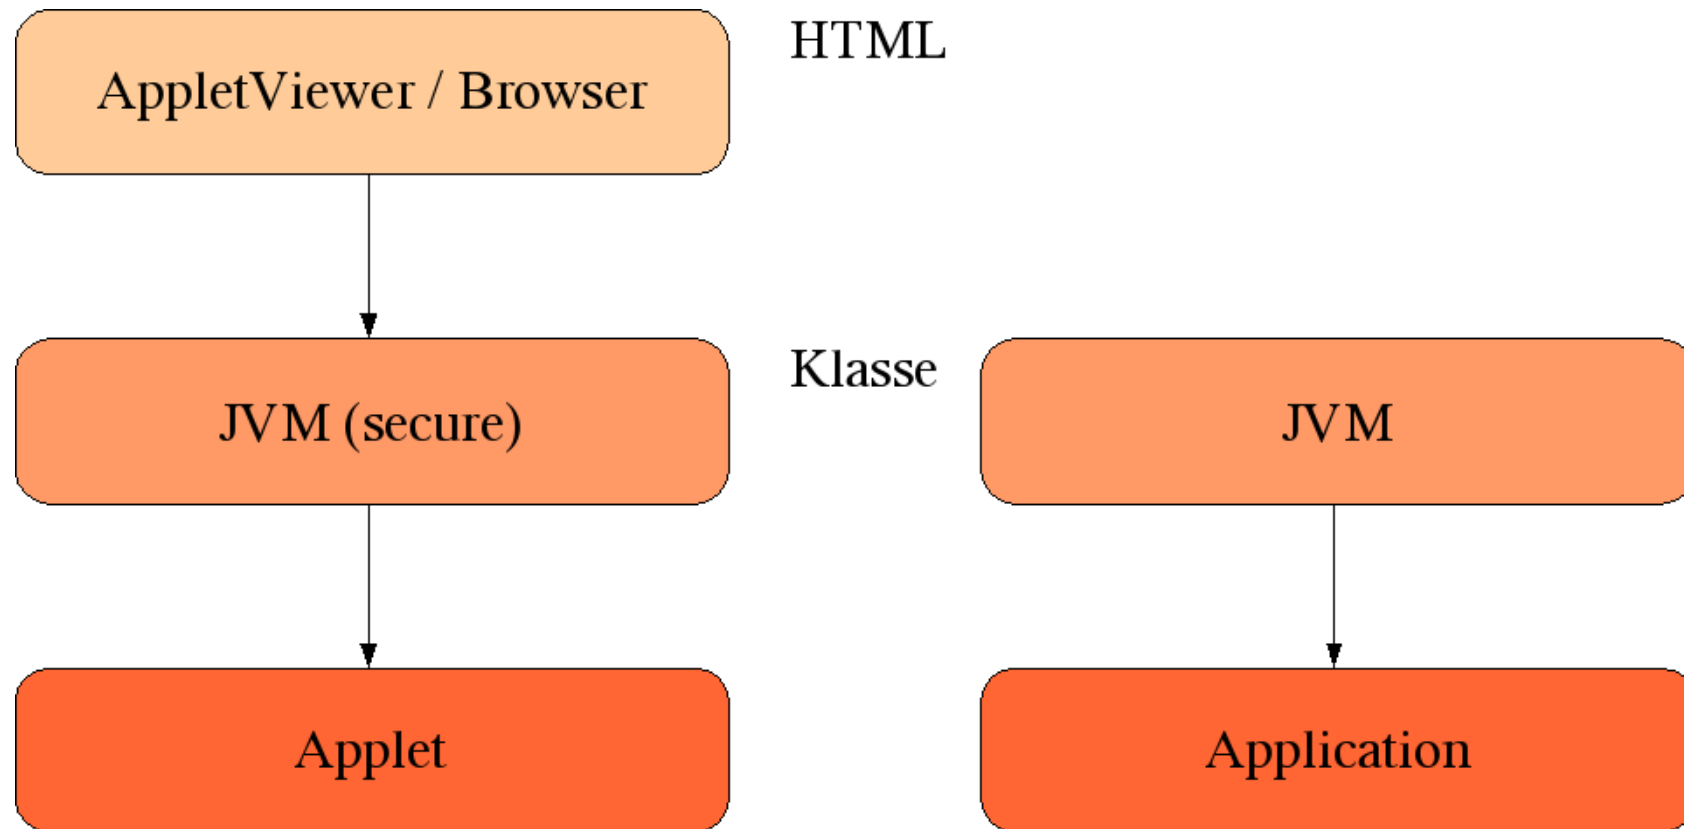 AppletViewer / Browser
HTML
JVM (secure)
Klasse
JVM
Applet
Application